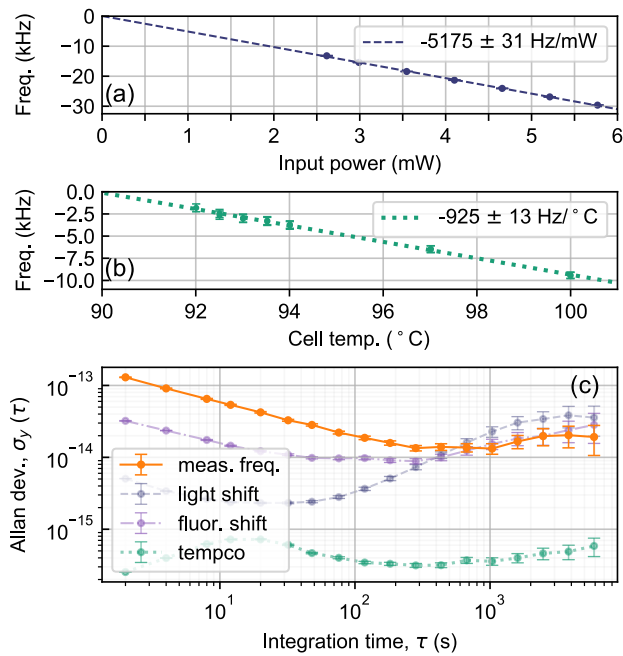 0
−10
−20
−30
Freq. (kHz)
(a)
-5175 ± 31 Hz/mW
0 1 2 3 4 5 6
Input power (mW)
0.0
−2.5
−5.0
−7.5
−10.0
Freq. (kHz)
(b)
-925 ± 13 Hz/°C
90 92 94 96 98 100
Cell temp. (°C)
10⁻¹³
10⁻¹⁴
10⁻¹⁵
Allan dev., σ_y (τ)
(c)
meas. freq.
light shift
fluor. shift
tempco
10¹ 10² 10³
Integration time, τ (s)